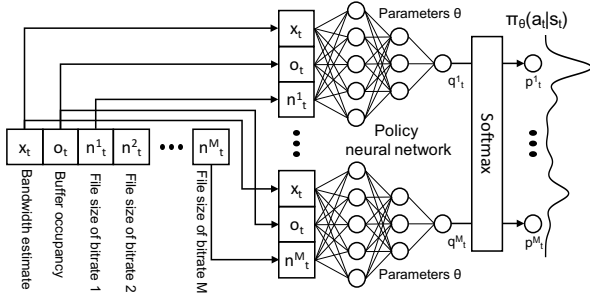 Parameters θ
πθ(at|st)
xt
ot
n¹t
q¹t
p¹t
Policy
neural network
Softmax
xt ot n¹t n²t ••• nᴹt
Bandwidth estimate
Buffer occupancy
File size of bitrate 1
File size of bitrate 2
File size of bitrate M
xt
ot
nᴹt
qᴹt
pᴹt
Parameters θ